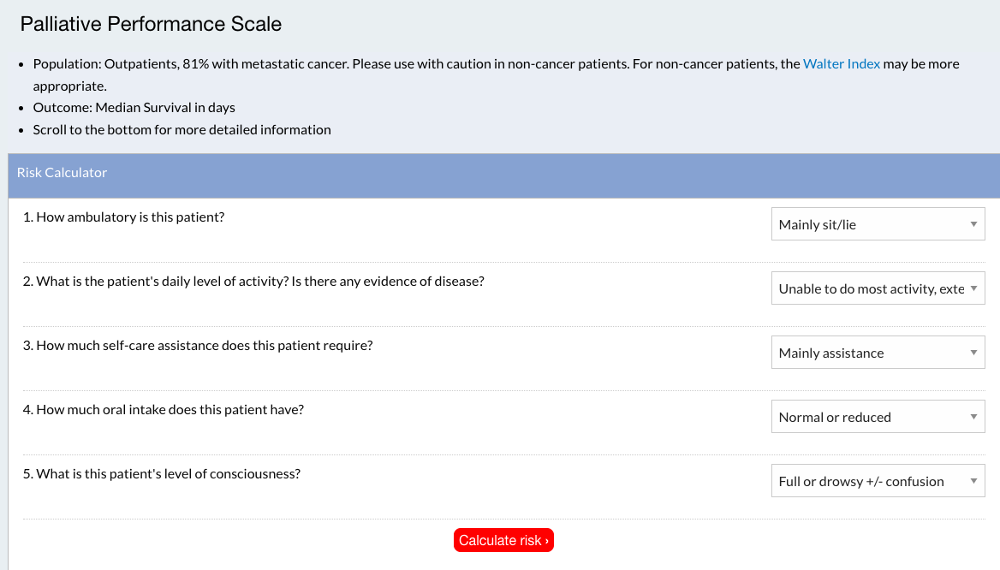 Palliative Performance Scale
• Population: Outpatients, 81% with metastatic cancer. Please use with caution in non-cancer patients. For non-cancer patients, the Walter Index may be more
appropriate.
• Outcome: Median Survival in days
• Scroll to the bottom for more detailed information
Risk Calculator
1. How ambulatory is this patient?
Mainly sit/lie
2. What is the patient's daily level of activity? Is there any evidence of disease?
Unable to do most activity, exte
3. How much self-care assistance does this patient require?
Mainly assistance
4. How much oral intake does this patient have?
Normal or reduced
5. What is this patient's level of consciousness?
Full or drowsy +/- confusion
Calculate risk ›